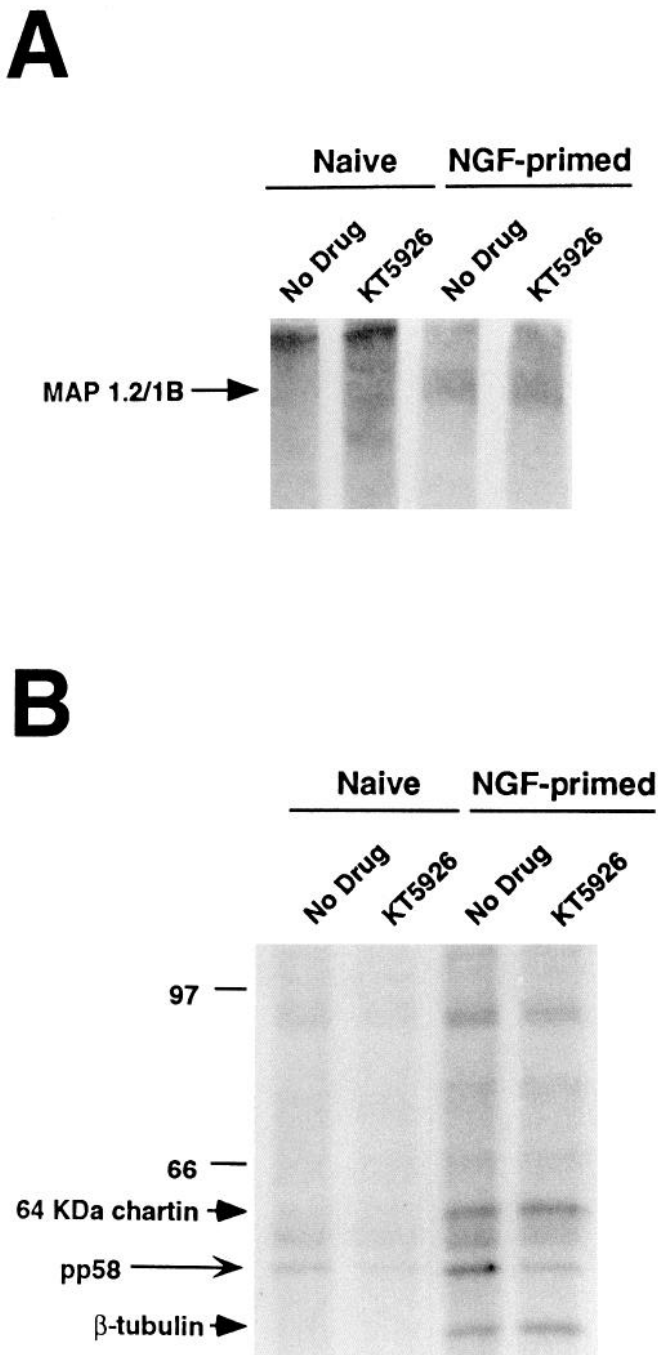 A
Naive NGF-primed
No Drug KT5926 No Drug KT5926
MAP 1.2/1B
B
Naive NGF-primed
No Drug KT5926 No Drug KT5926
97
66
64 KDa chartin
pp58
β-tubulin